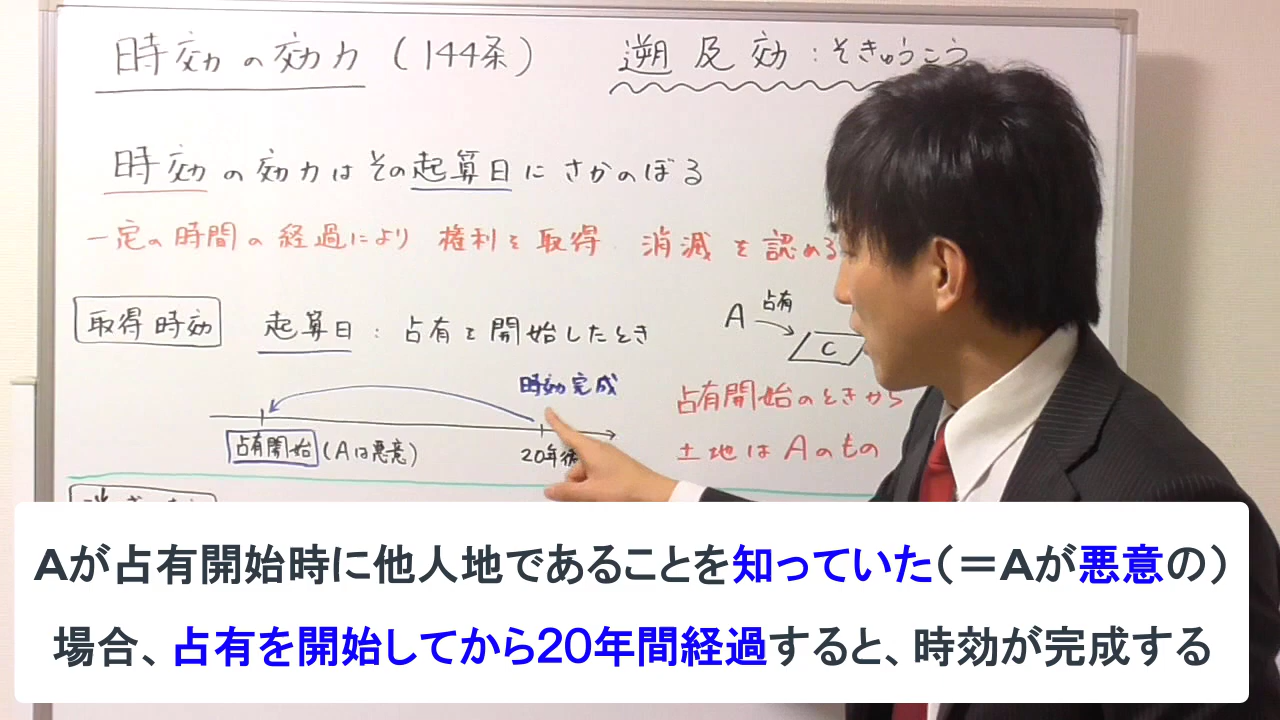 時効の効力（144条） 遡及効：そきゅうこう
時効の効力はその起算日にさかのぼる
一定の時間の経過により 権利を取得 消滅を認める
取得時効 起算日：占有を開始したとき
A 占有
C
時効完成
占有開始（Aは悪意） 20年後
占有開始のときから
土地はAのもの
Aが占有開始時に他人地であることを知っていた（＝Aが悪意の）
場合、占有を開始してから20年間経過すると、時効が完成する